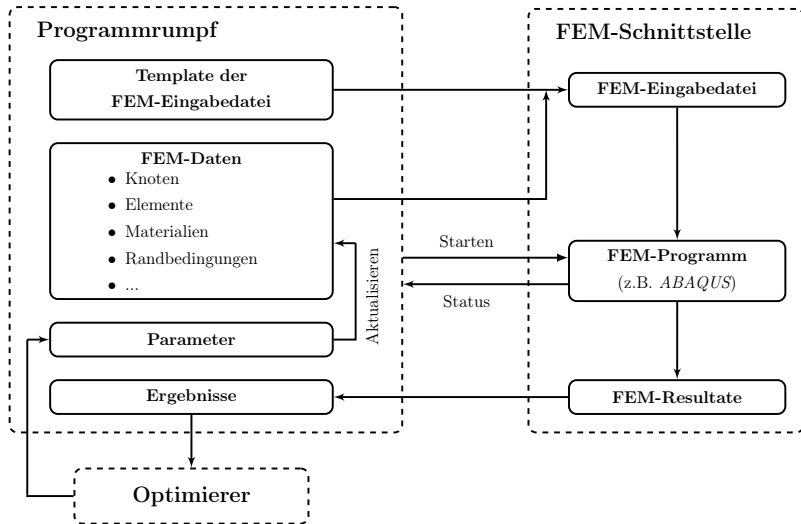 Programmrumpf
Template der
FEM-Eingabedatei
FEM-Daten
• Knoten
• Elemente
• Materialien
• Randbedingungen
• ...
Aktualisieren
Parameter
Ergebnisse
Optimierer
Starten
Status
FEM-Schnittstelle
FEM-Eingabedatei
FEM-Programm
(z.B. ABAQUS)
FEM-Resultate